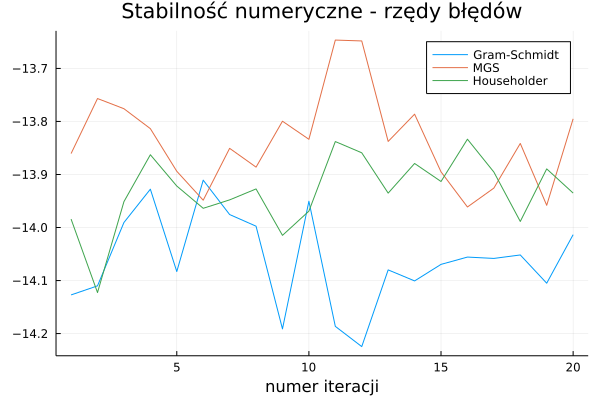 Stabilność numeryczne - rzędy błędów
Gram-Schmidt
MGS
Householder
−13.7
−13.8
−13.9
−14.0
−14.1
−14.2
5
10
15
20
numer iteracji